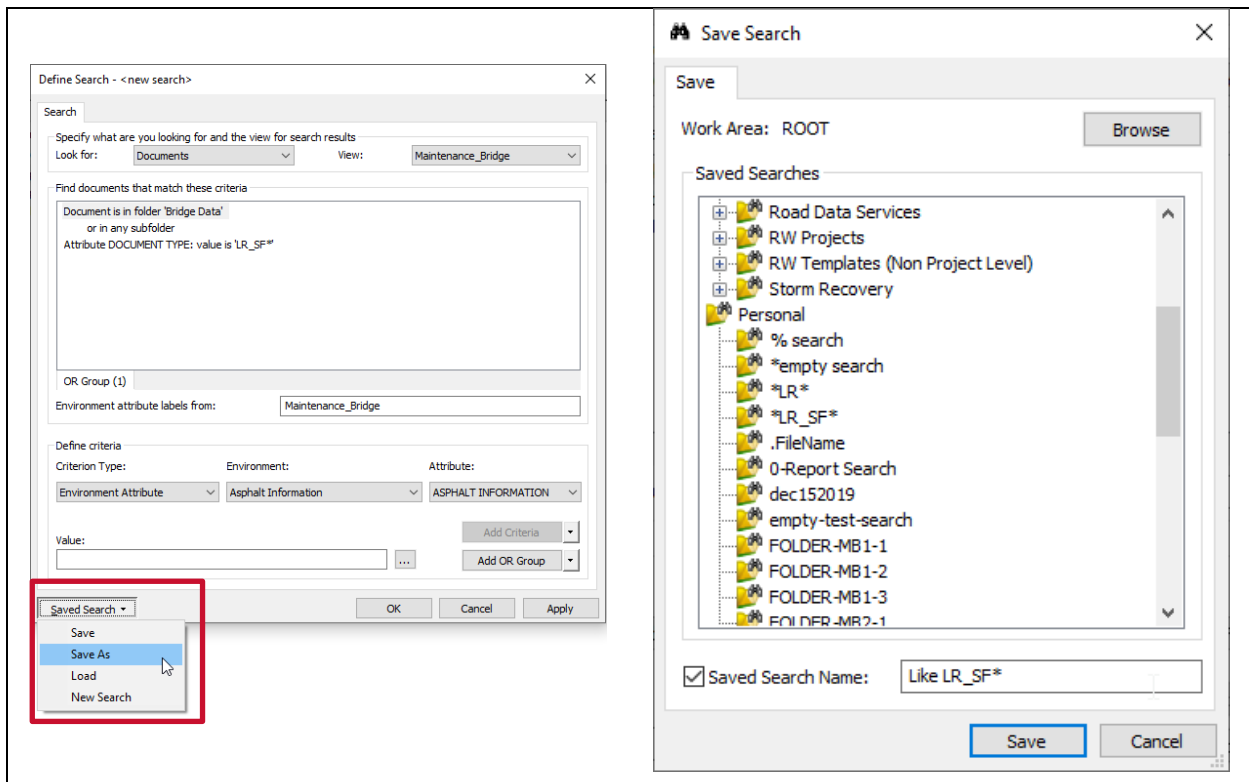 Define Search - <new search>
Search
Specify what are you looking for and the view for search results
Look for: Documents View: Maintenance_Bridge
Find documents that match these criteria
Document is in folder 'Bridge Data'
or in any subfolder
Attribute DOCUMENT TYPE: value is 'LR_SF*'
OR Group (1)
Environment attribute labels from: Maintenance_Bridge
Define criteria
Criterion Type: Environment: Attribute:
Environment Attribute Asphalt Information ASPHALT INFORMATION
Value:
Add Criteria
... Add OR Group
Saved Search OK Cancel Apply
Save
Save As
Load
New Search
Save Search
Save
Work Area: ROOT Browse
Saved Searches
Road Data Services
RW Projects
RW Templates (Non Project Level)
Storm Recovery
Personal
% search
*empty search
*LR*
*LR_SF*
.FileName
0-Report Search
dec152019
empty-test-search
FOLDER-MB1-1
FOLDER-MB1-2
FOLDER-MB1-3
FOLDER-MB2-1
Saved Search Name: Like LR_SF*
Save Cancel